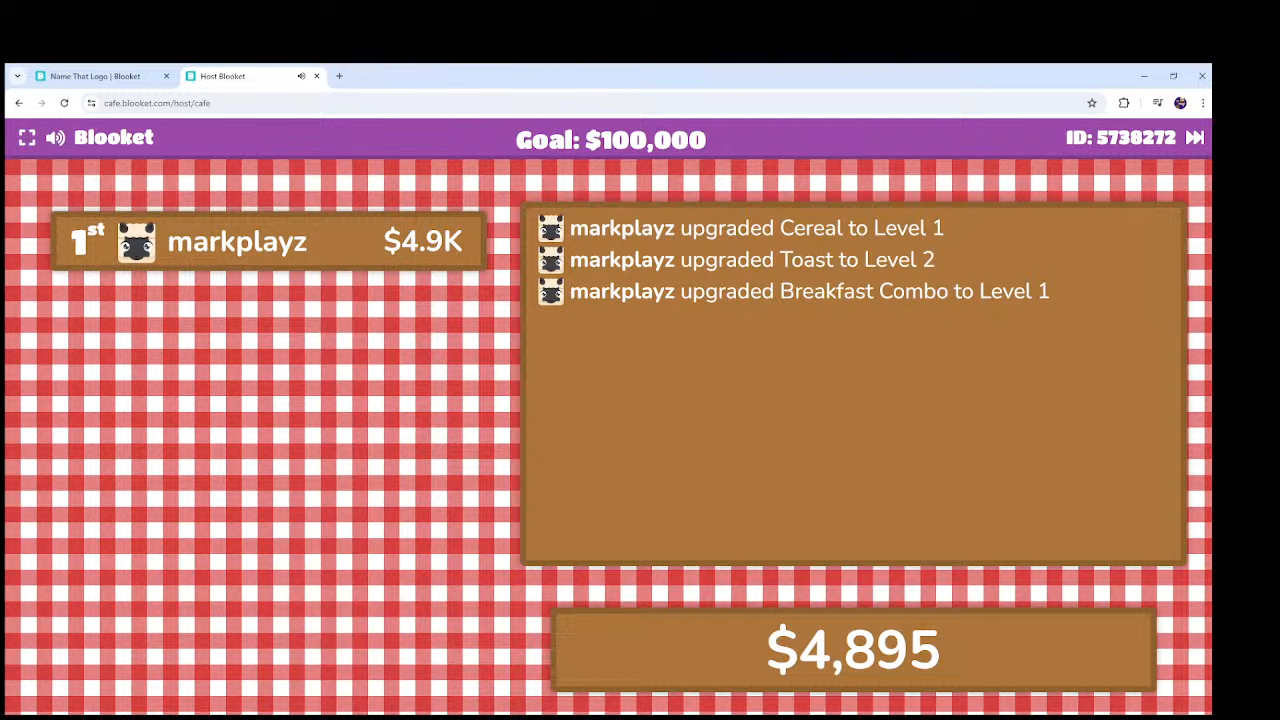 Name That Logo | Blooket
Host Blooket
cafe.blooket.com/host/cafe
Blooket
Goal: $100,000
ID: 5738272
1st markplayz $4.9K
markplayz upgraded Cereal to Level 1
markplayz upgraded Toast to Level 2
markplayz upgraded Breakfast Combo to Level 1
$4,895